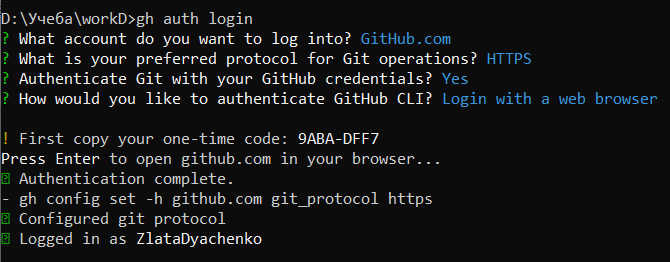 D:\Учеба\workD>gh auth login
? What account do you want to log into? GitHub.com
? What is your preferred protocol for Git operations? HTTPS
? Authenticate Git with your GitHub credentials? Yes
? How would you like to authenticate GitHub CLI? Login with a web browser
! First copy your one-time code: 9ABA-DFF7
Press Enter to open github.com in your browser...
Authentication complete.
- gh config set -h github.com git_protocol https
Configured git protocol
Logged in as ZlataDyachenko